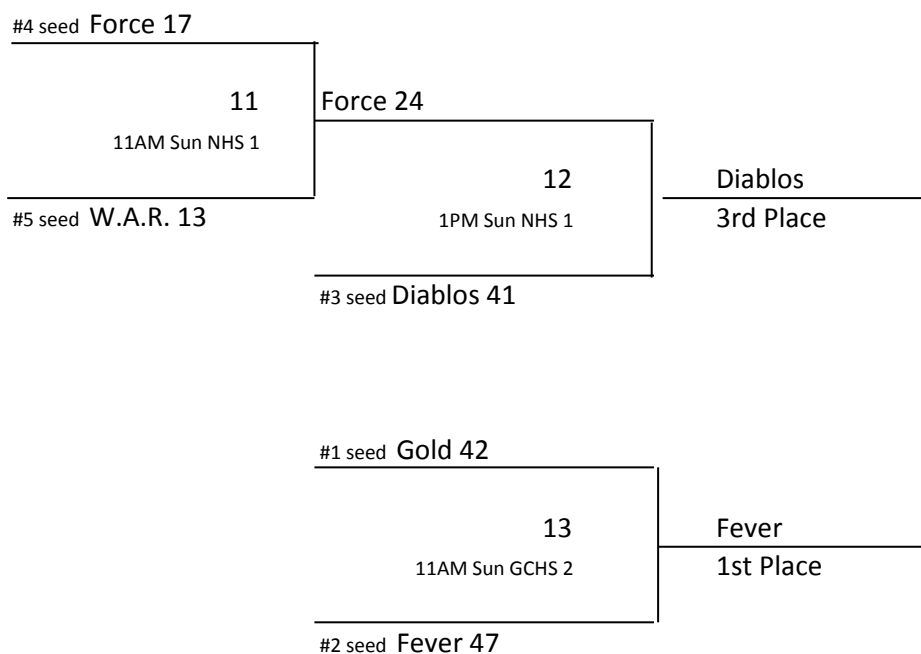 #4 seed Force 17
11
Force 24
11AM Sun NHS 1
12
Diablos
#5 seed W.A.R. 13
1PM Sun NHS 1
3rd Place
#3 seed Diablos 41
#1 seed Gold 42
13
Fever
11AM Sun GCHS 2
1st Place
#2 seed Fever 47